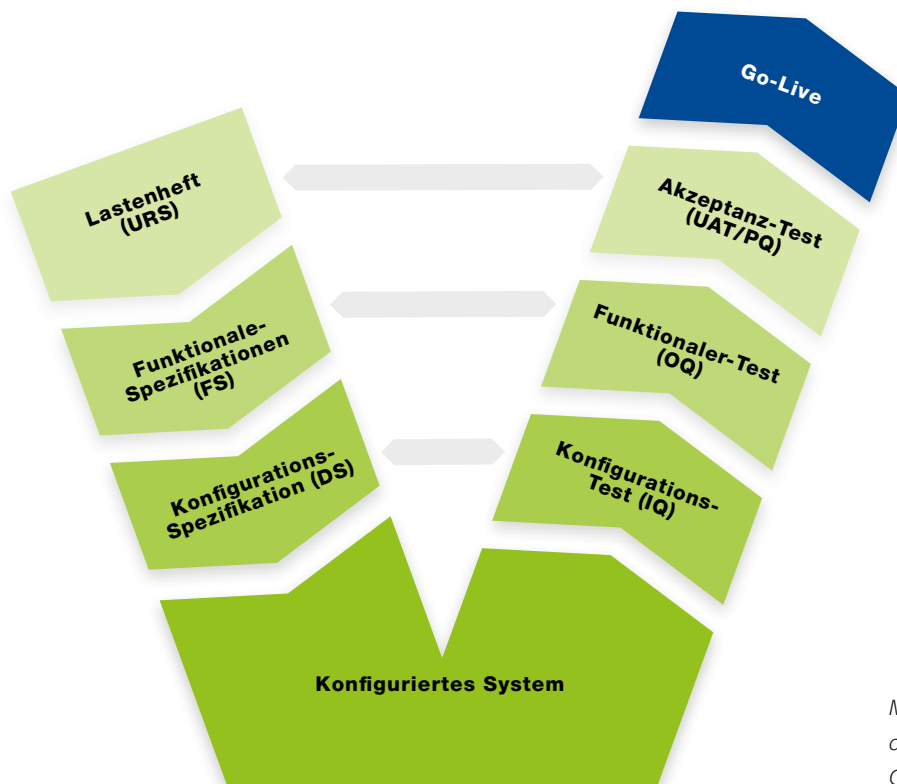 Go-Live
Lastenheft
(URS)
Akzeptanz-Test
(UAT/PQ)
Funktionale-
Spezifikationen
(FS)
Funktionaler-Test
(OQ)
Konfigurations-
Spezifikation (DS)
Konfigurations-
Test (IQ)
Konfiguriertes System